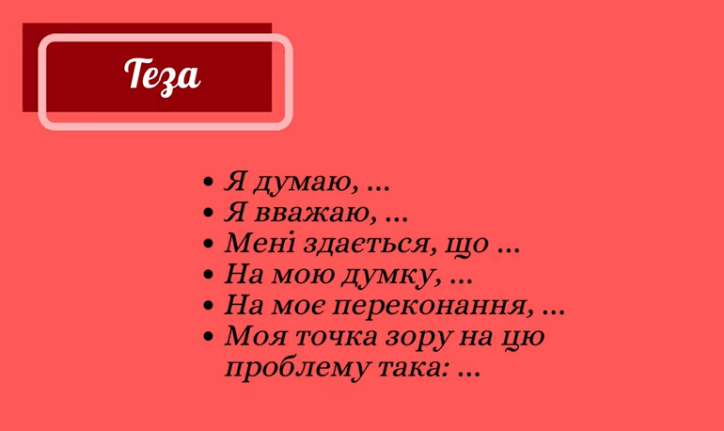 Теза
• Я думаю, ...
• Я вважаю, ...
• Мені здається, що ...
• На мою думку, ...
• На моє переконання, ...
• Моя точка зору на цю
проблему така: ...